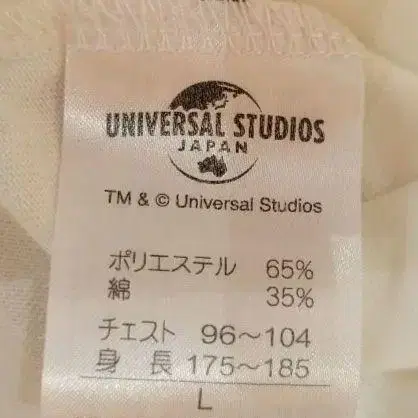 UNIVERSAL STUDIOS
JAPAN
TM & © Universal Studios
ポリエステル 65%
綿 35%
チェスト 96～104
身 長 175～185
L